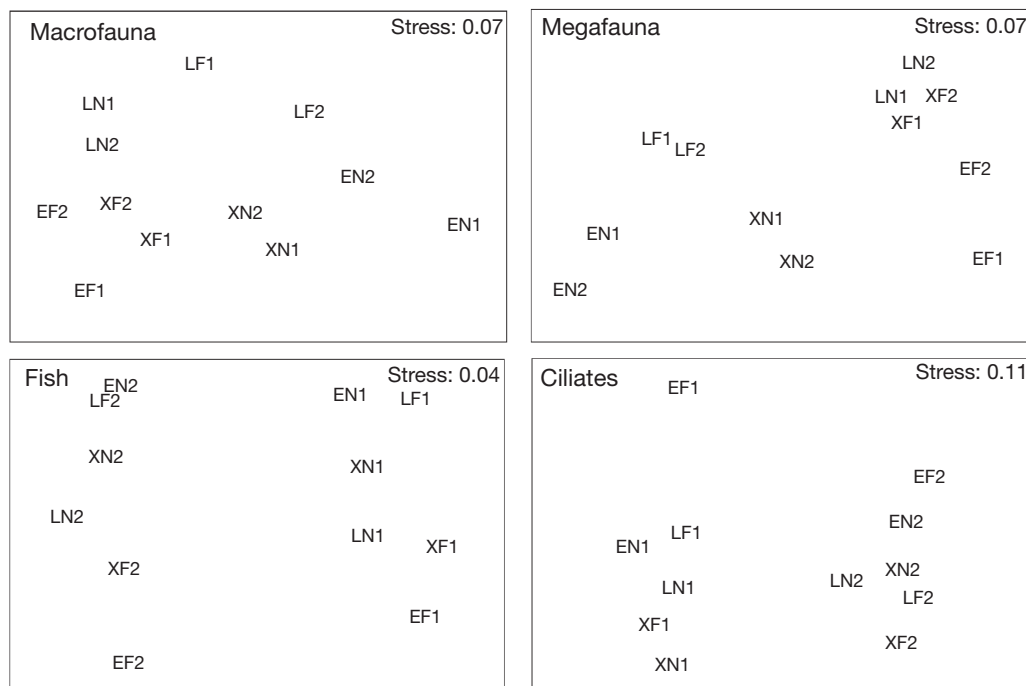 Macrofauna
Stress: 0.07
LF1
LN1
LF2
LN2
EN2
XF2
EF2
XN2
EN1
XF1
XN1
EF1
Megafauna
Stress: 0.07
LN2
LN1 XF2
XF1
LF1
LF2
EF2
XN1
EN1
XN2
EF1
EN2
Fish
Stress: 0.04
EN2
EN1
LF2
LF1
XN2
XN1
LN2
LN1
XF1
XF2
EF1
EF2
Ciliates
Stress: 0.11
EF1
EF2
EN2
LF1
EN1
XN2
LN2
LN1
LF2
XF1
XF2
XN1